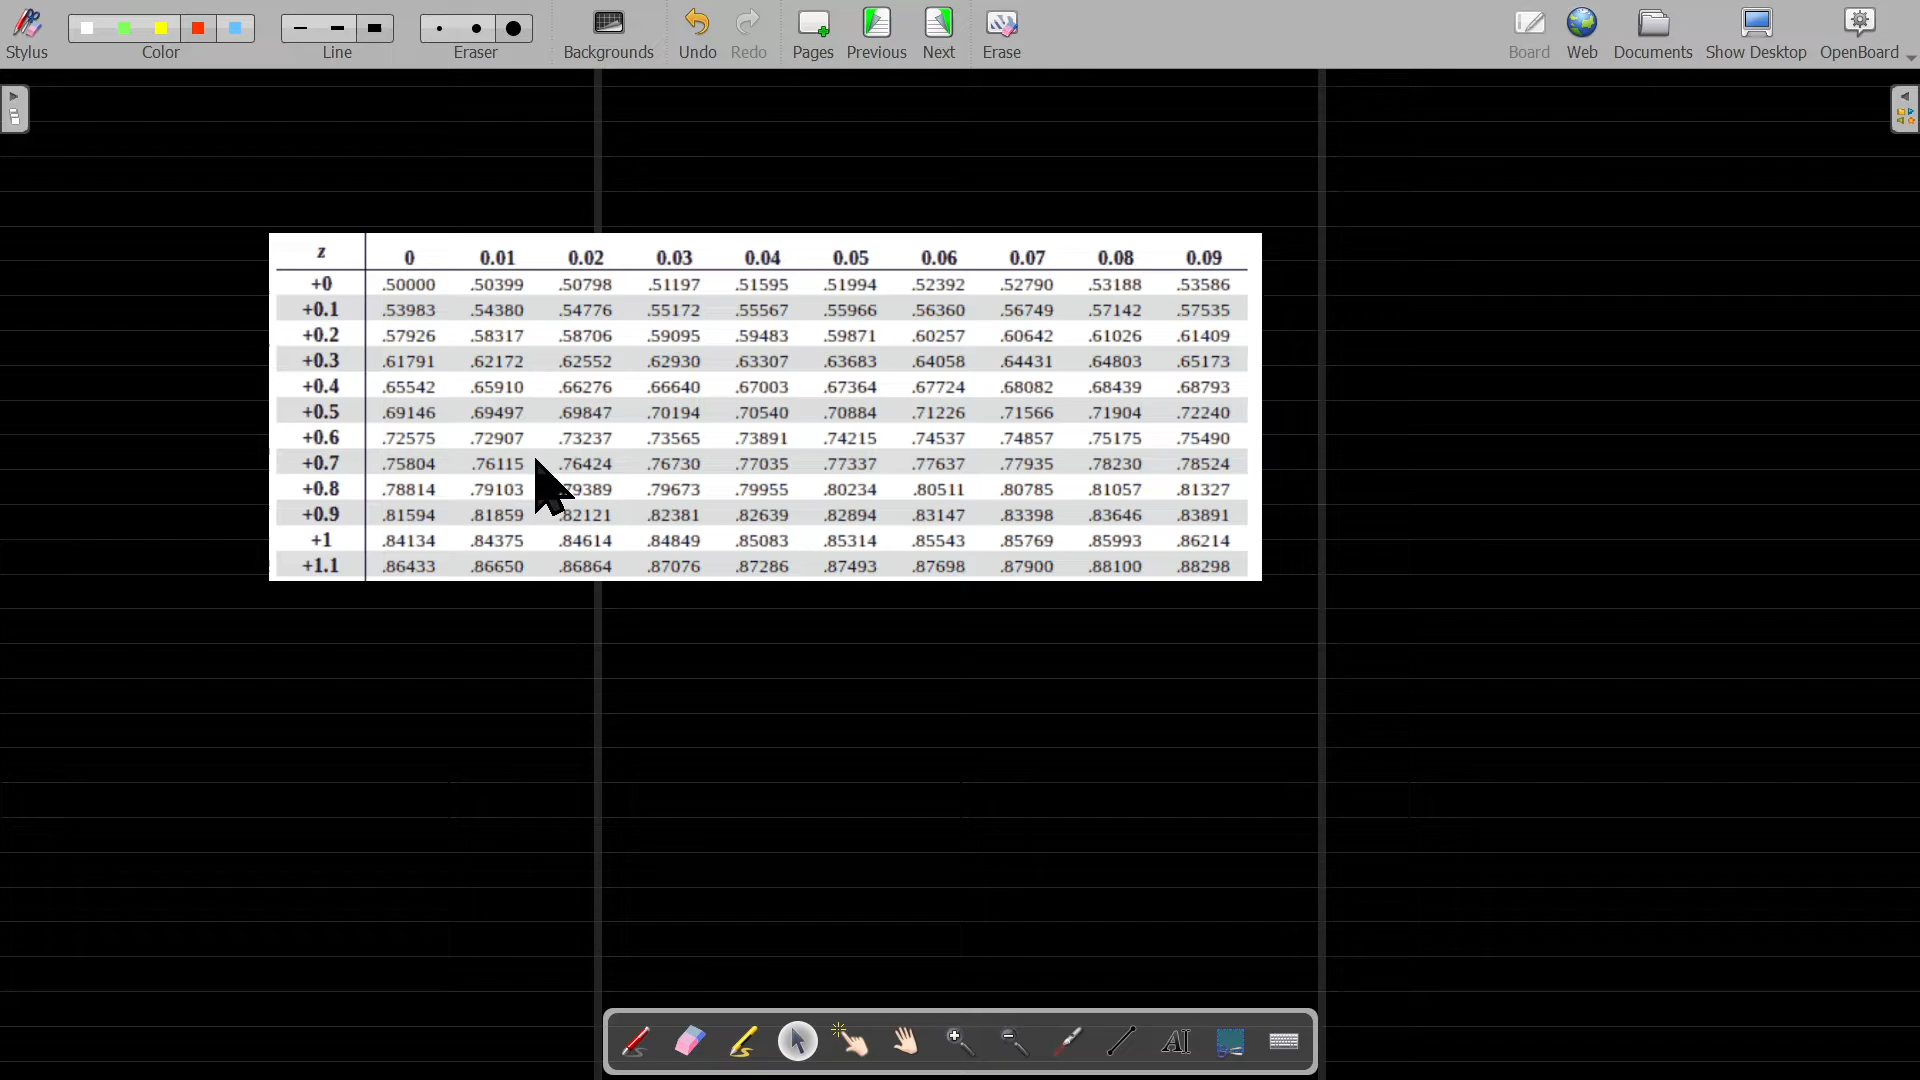 Stylus Color Line Eraser Backgrounds Undo Redo Pages Previous Next Erase Board Web Documents Show Desktop OpenBoard
z 0 0.01 0.02 0.03 0.04 0.05 0.06 0.07 0.08 0.09
+0 .50000 .50399 .50798 .51197 .51595 .51994 .52392 .52790 .53188 .53586
+0.1 .53983 .54380 .54776 .55172 .55567 .55966 .56360 .56749 .57142 .57535
+0.2 .57926 .58317 .58706 .59095 .59483 .59871 .60257 .60642 .61026 .61409
+0.3 .61791 .62172 .62552 .62930 .63307 .63683 .64058 .64431 .64803 .65173
+0.4 .65542 .65910 .66276 .66640 .67003 .67364 .67724 .68082 .68439 .68793
+0.5 .69146 .69497 .69847 .70194 .70540 .70884 .71226 .71566 .71904 .72240
+0.6 .72575 .72907 .73237 .73565 .73891 .74215 .74537 .74857 .75175 .75490
+0.7 .75804 .76115 .76424 .76730 .77035 .77337 .77637 .77935 .78230 .78524
+0.8 .78814 .79103 .79389 .79673 .79955 .80234 .80511 .80785 .81057 .81327
+0.9 .81594 .81859 .82121 .82381 .82639 .82894 .83147 .83398 .83646 .83891
+1 .84134 .84375 .84614 .84849 .85083 .85314 .85543 .85769 .85993 .86214
+1.1 .86433 .86650 .86864 .87076 .87286 .87493 .87698 .87900 .88100 .88298
AI